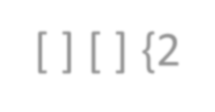 [ ] [ ] {2